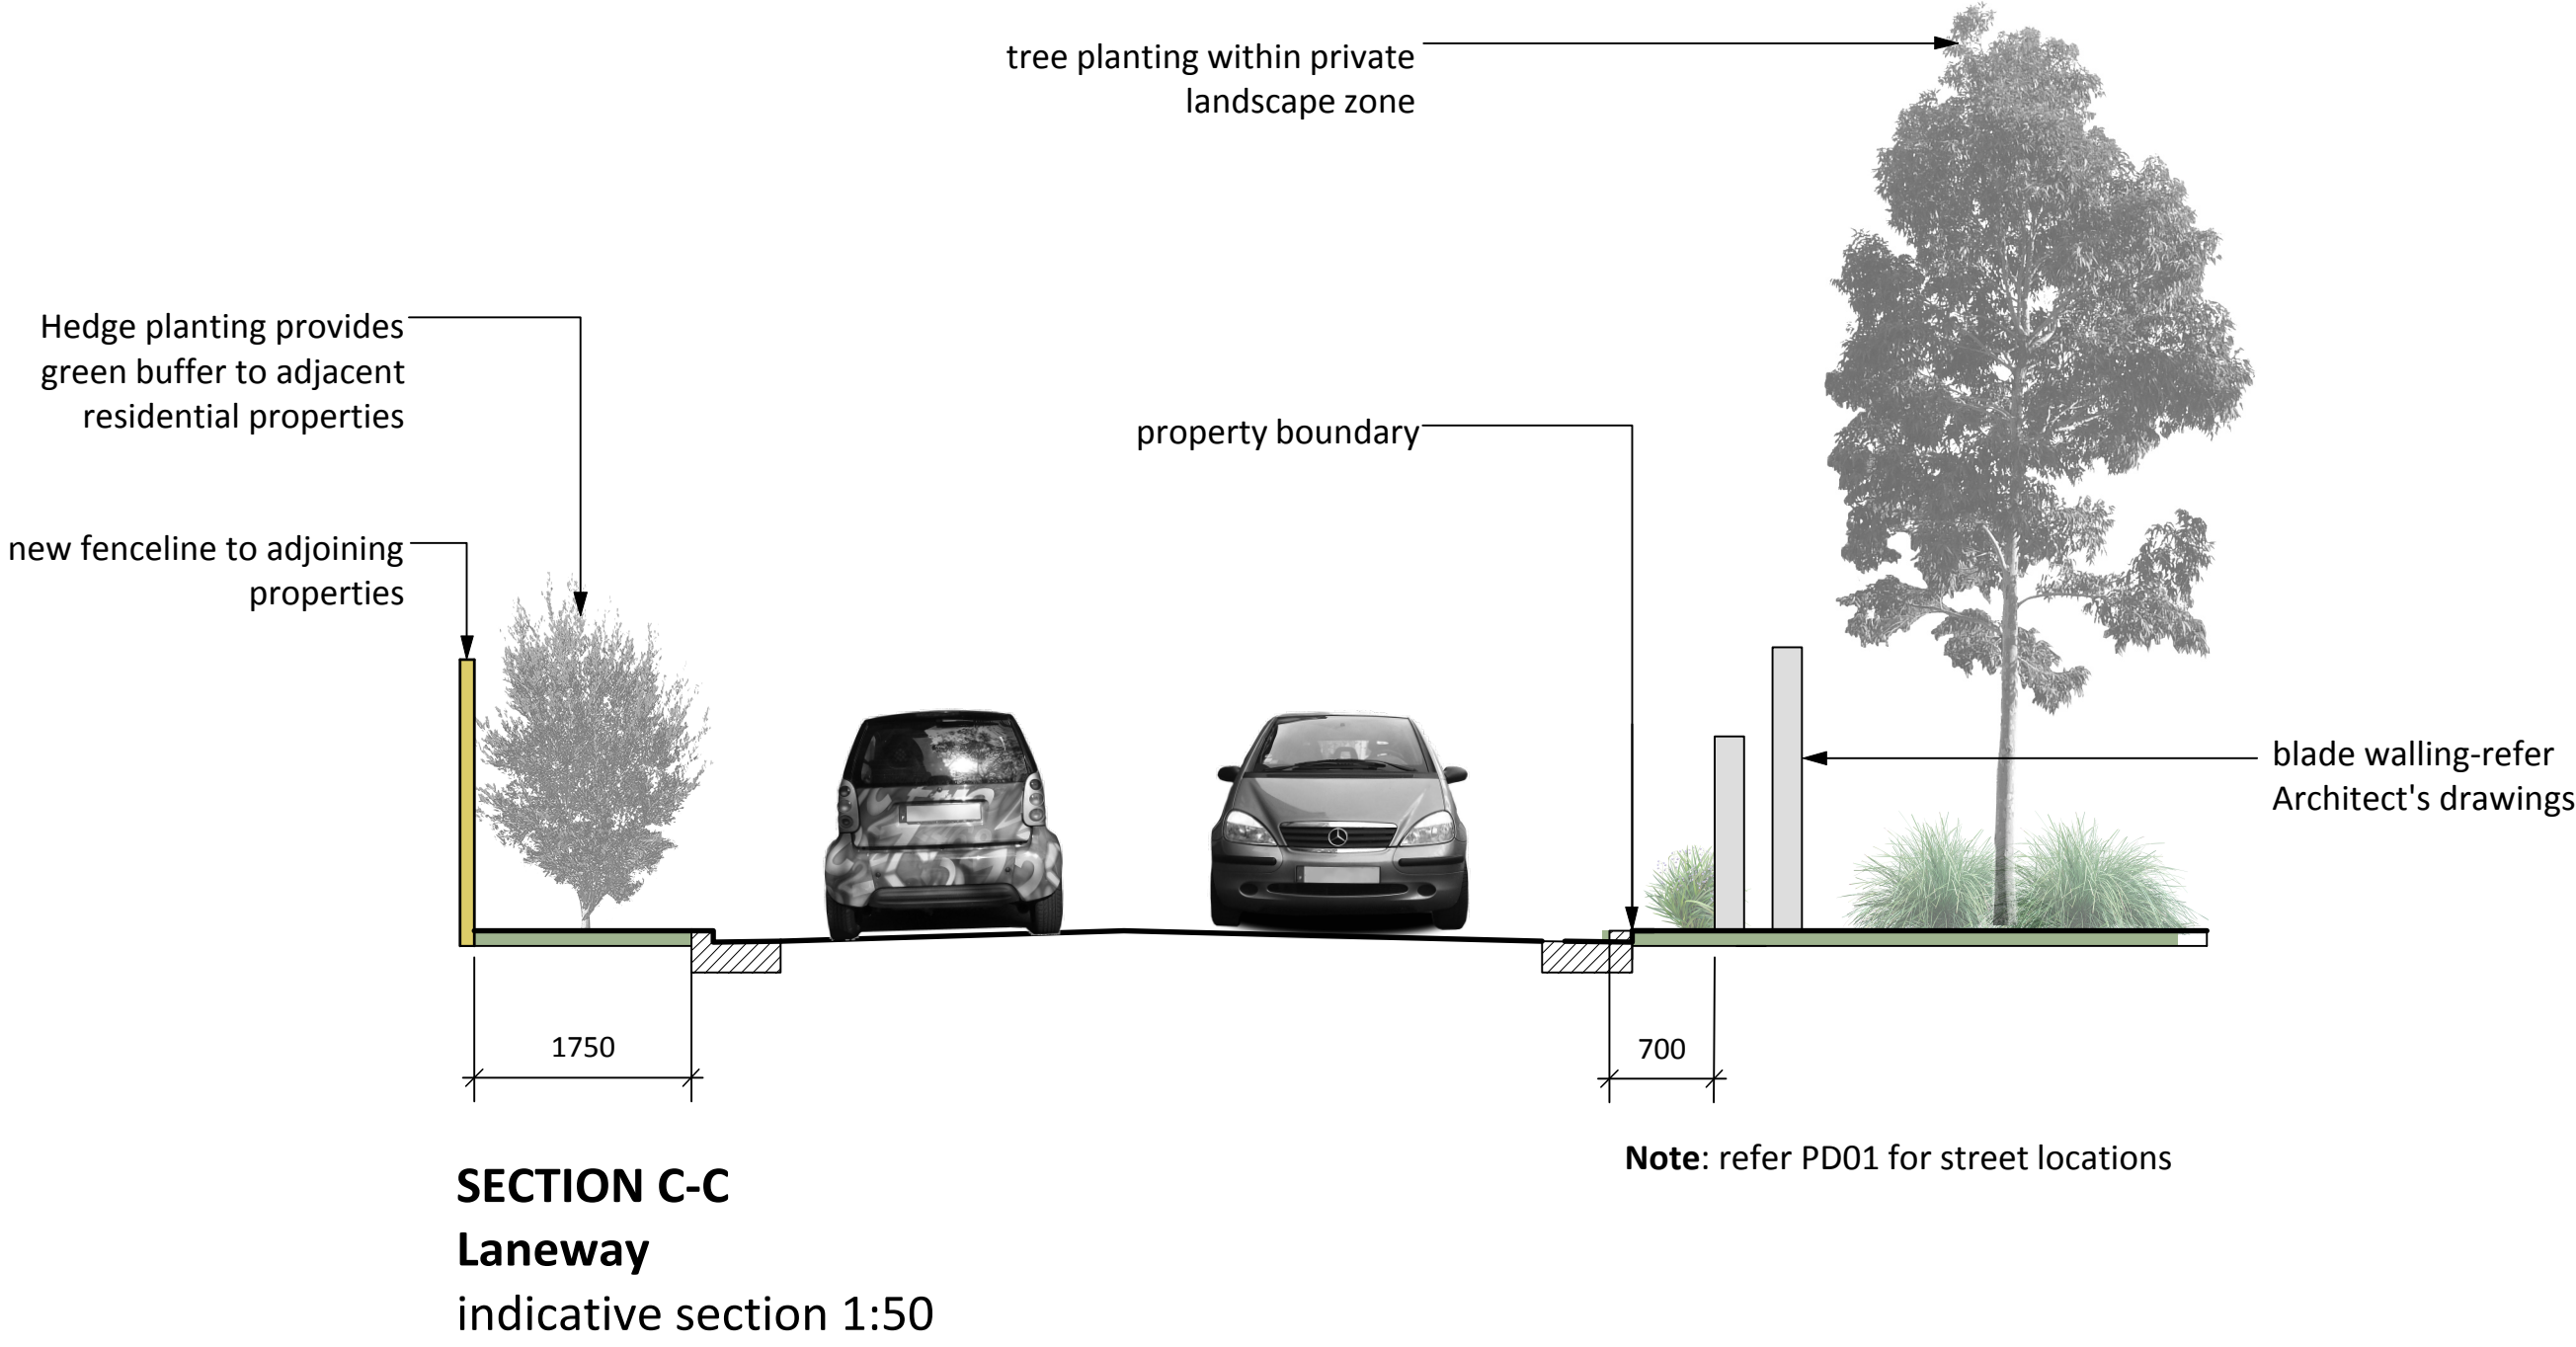 tree planting within private
landscape zone
Hedge planting provides
green buffer to adjacent
residential properties
property boundary
new fenceline to adjoining
properties
blade walling-refer
Architect's drawings
1750
700
Note: refer PD01 for street locations
SECTION C-C
Laneway
indicative section 1:50